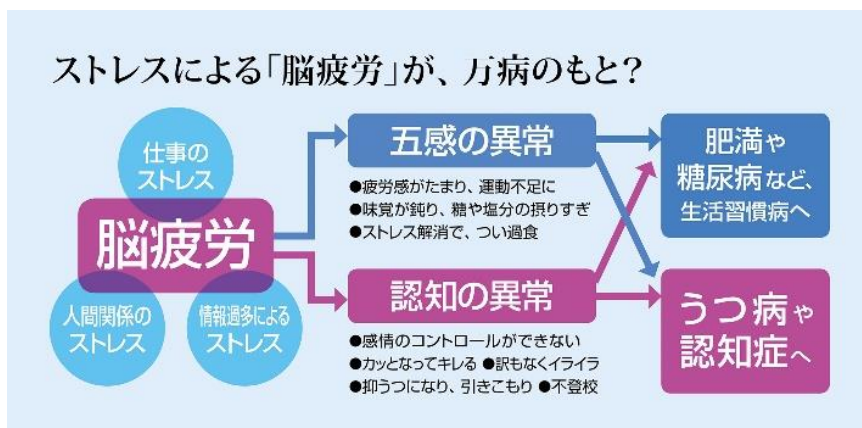 ストレスによる「脳疲労」が、万病のもと?
仕事の
ストレス
脳疲労
人間関係の
ストレス
情報過多による
ストレス
五感の異常
●疲労感がたまり、運動不足に
●味覚が鈍り、糖や塩分の摂りすぎ
●ストレス解消で、つい過食
認知の異常
●感情のコントロールができない
●カッとなってキレる ●訳もなくイライラ
●抑うつになり、引きこもり ●不登校
肥満や
糖尿病など、
生活習慣病へ
うつ病や
認知症へ